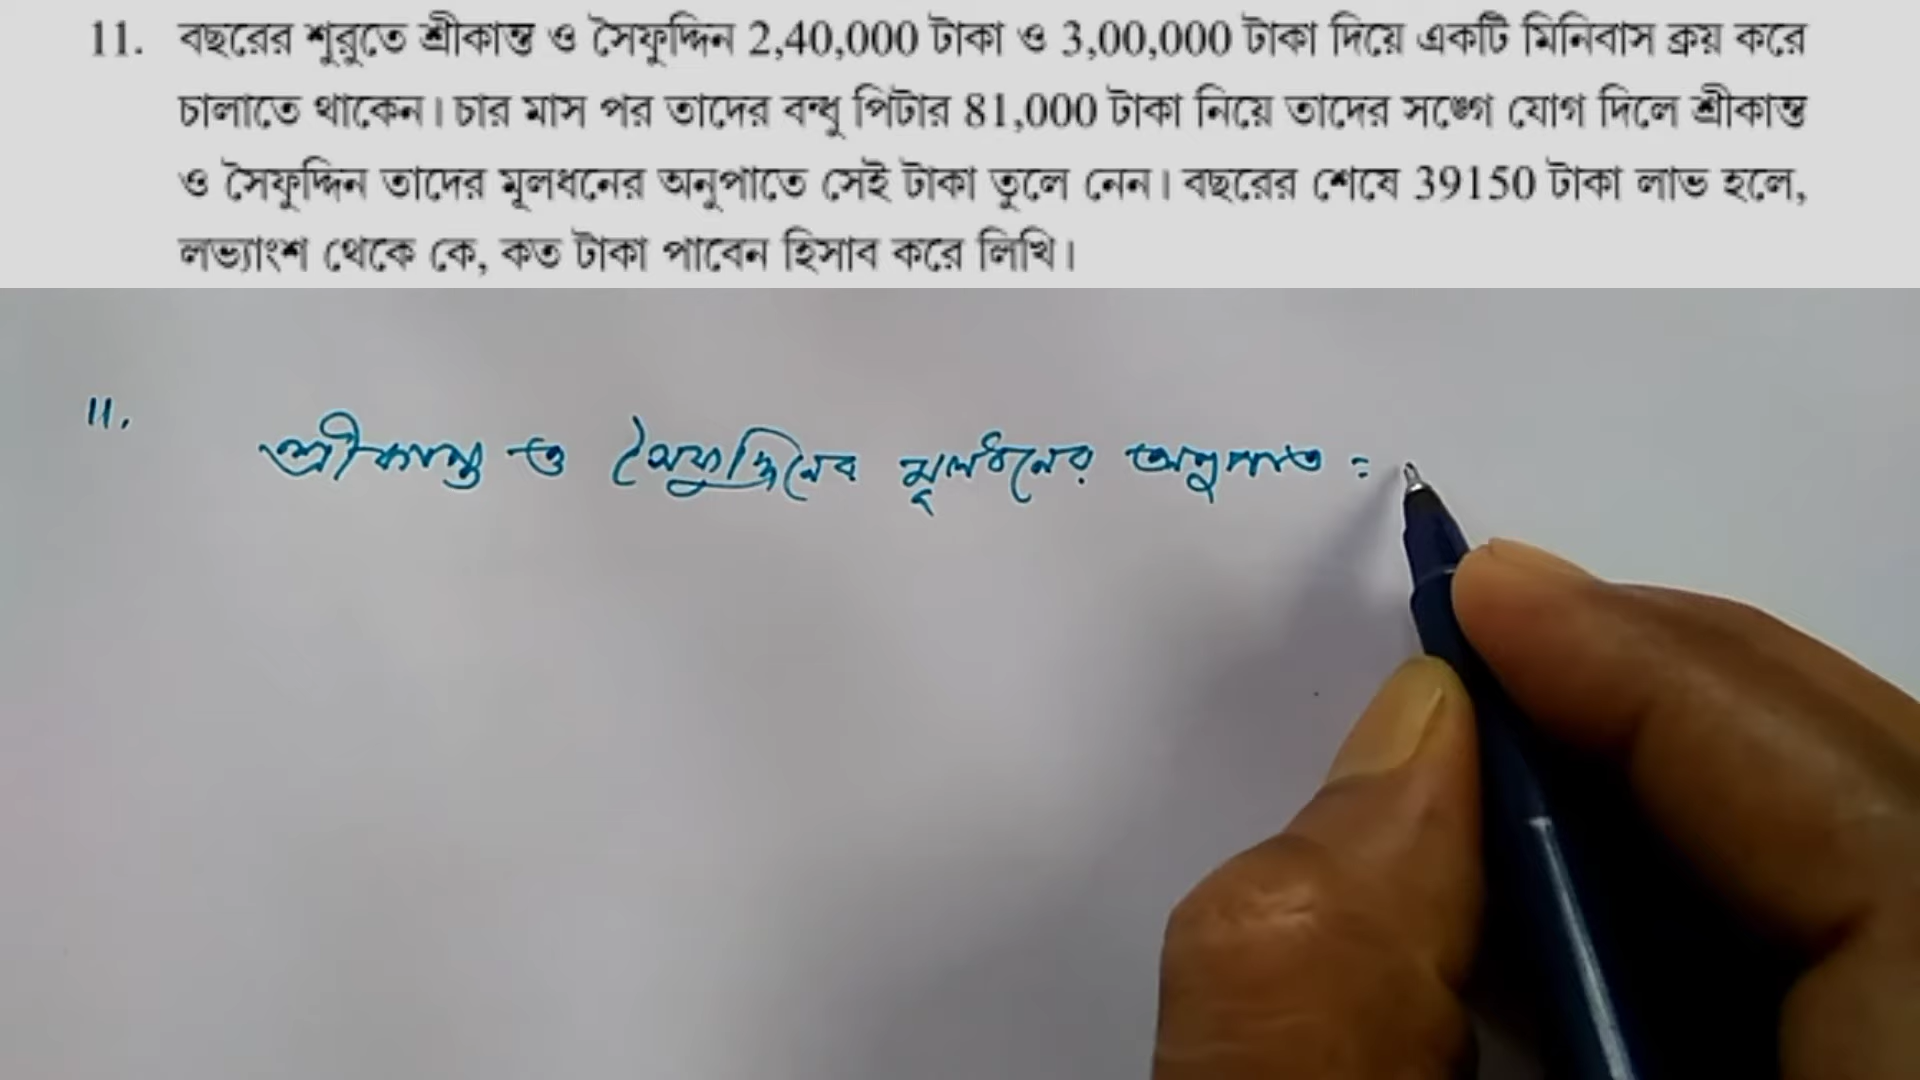 11. বছরের শুরুতে শ্রীকান্ত ও সৈফুদ্দিন 2,40,000 টাকা ও 3,00,000 টাকা দিয়ে একটি মিনিবাস ক্রয় করে
চালাতে থাকেন। চার মাস পর তাদের বন্ধু পিটার 81,000 টাকা নিয়ে তাদের সঙ্গে যোগ দিলে শ্রীকান্ত
ও সৈফুদ্দিন তাদের মূলধনের অনুপাতে সেই টাকা তুলে নেন। বছরের শেষে 39150 টাকা লাভ হলে,
লভ্যাংশ থেকে কে, কত টাকা পাবেন হিসাব করে লিখি।
11. শ্রীকান্ত ও সৈফুদ্দিনের মূলধনের অনুপাত =